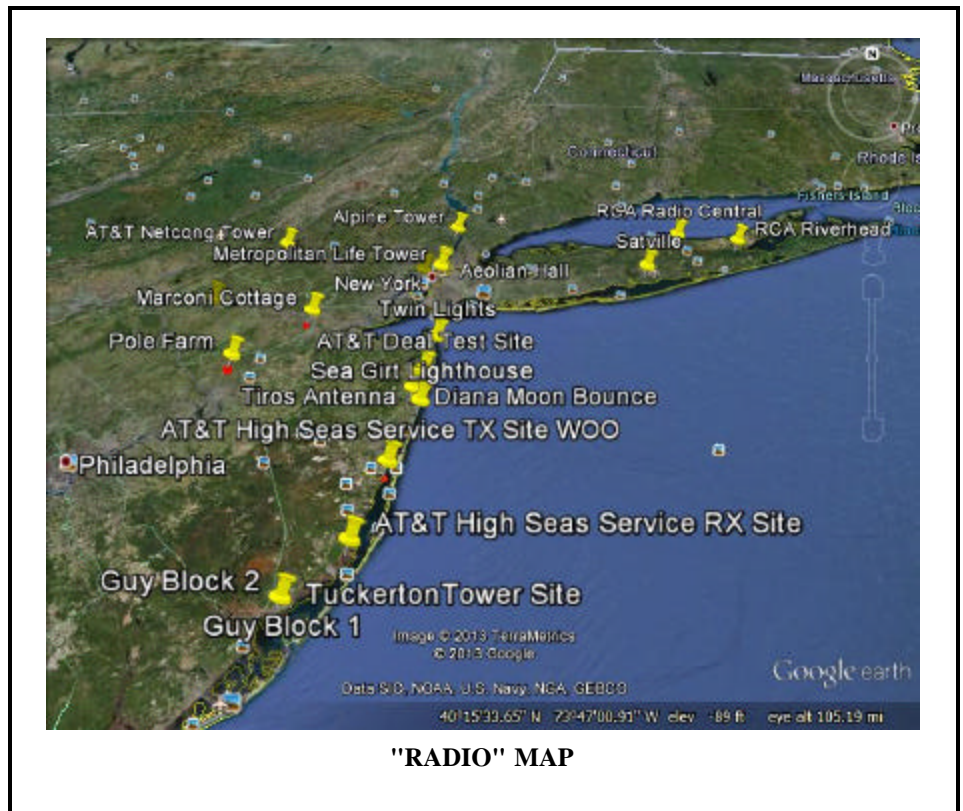 N
Massachusetts
Connecticut
Rhode Is
Fishers Island
Alpine Tower
RCA Radio Central
AT&T Netcong Tower
Satville
RCA Riverhead
Metropolitan Life Tower
Aeolian Hall
New York
Marconi Cottage
Twin Lights
Pole Farm
AT&T Deal Test Site
Sea Girt Lighthouse
Tiros Antenna
Diana Moon Bounce
AT&T High Seas Service TX Site WOO
Philadelphia
AT&T High Seas Service RX Site
Guy Block 2
TuckertonTower Site
Guy Block 1
Image © 2013 TerraMetrics
© 2013 Google
Google earth
Data SIO, NOAA, U.S. Navy, NGA, GEBCO
40°15'33.65" N 73°47'00.91" W elev -89 ft eye alt 105.19 mi
"RADIO" MAP